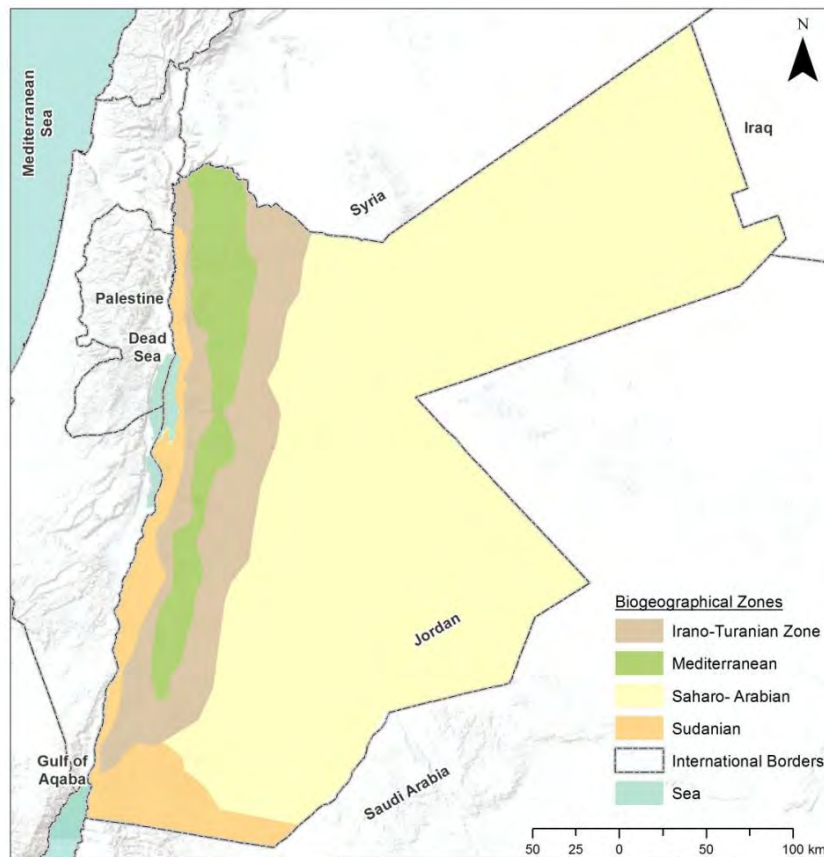 N
Mediterranean
Sea
Iraq
Syria
Palestine
Dead
Sea
Jordan
Gulf of
Aqaba
Saudi Arabia
Biogeographical Zones
Irano-Turanian Zone
Mediterranean
Saharo- Arabian
Sudanian
International Borders
Sea
50 25 0 50 100 km